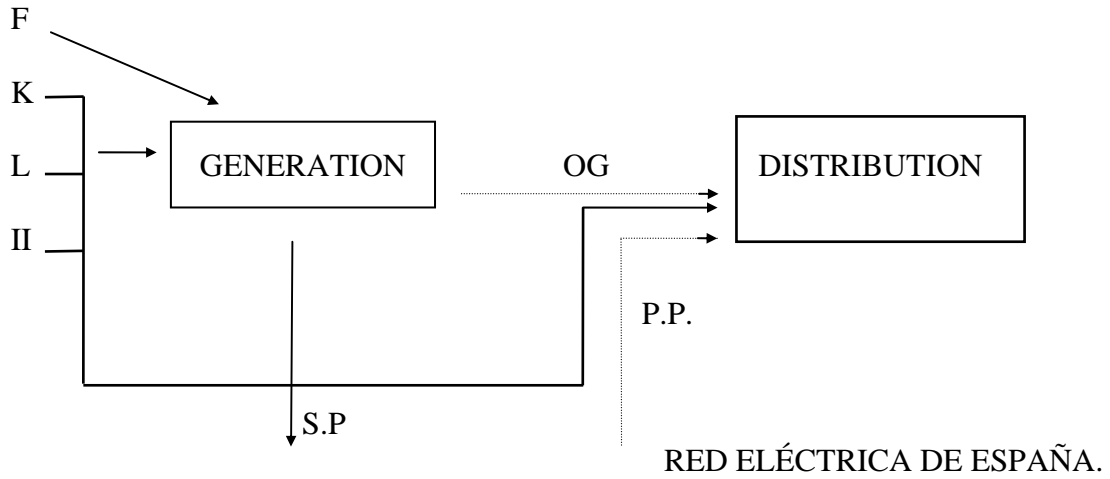 F
K
L
II
GENERATION
OG
DISTRIBUTION
P.P.
S.P
RED ELÉCTRICA DE ESPAÑA.